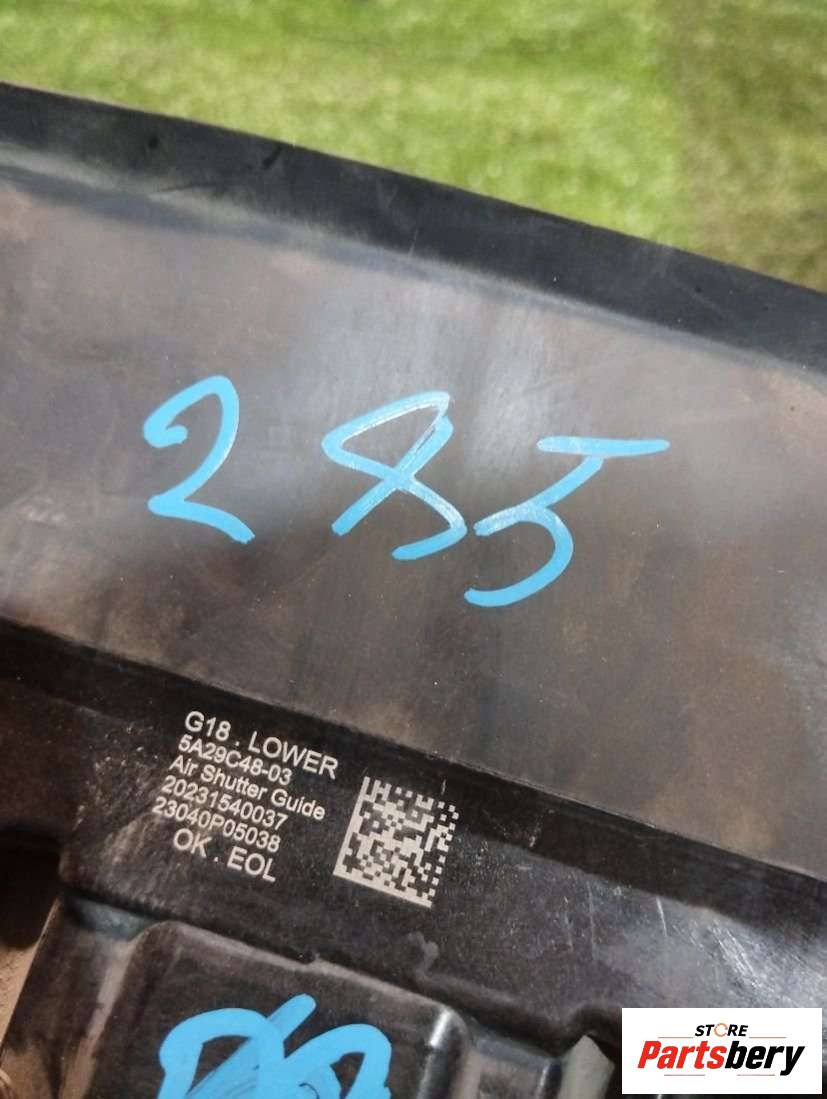 285
G18 . LOWER
5A29C48-03
Air Shutter Guide
20231540037
23040P05038
OK . EOL
STORE
Partsbery